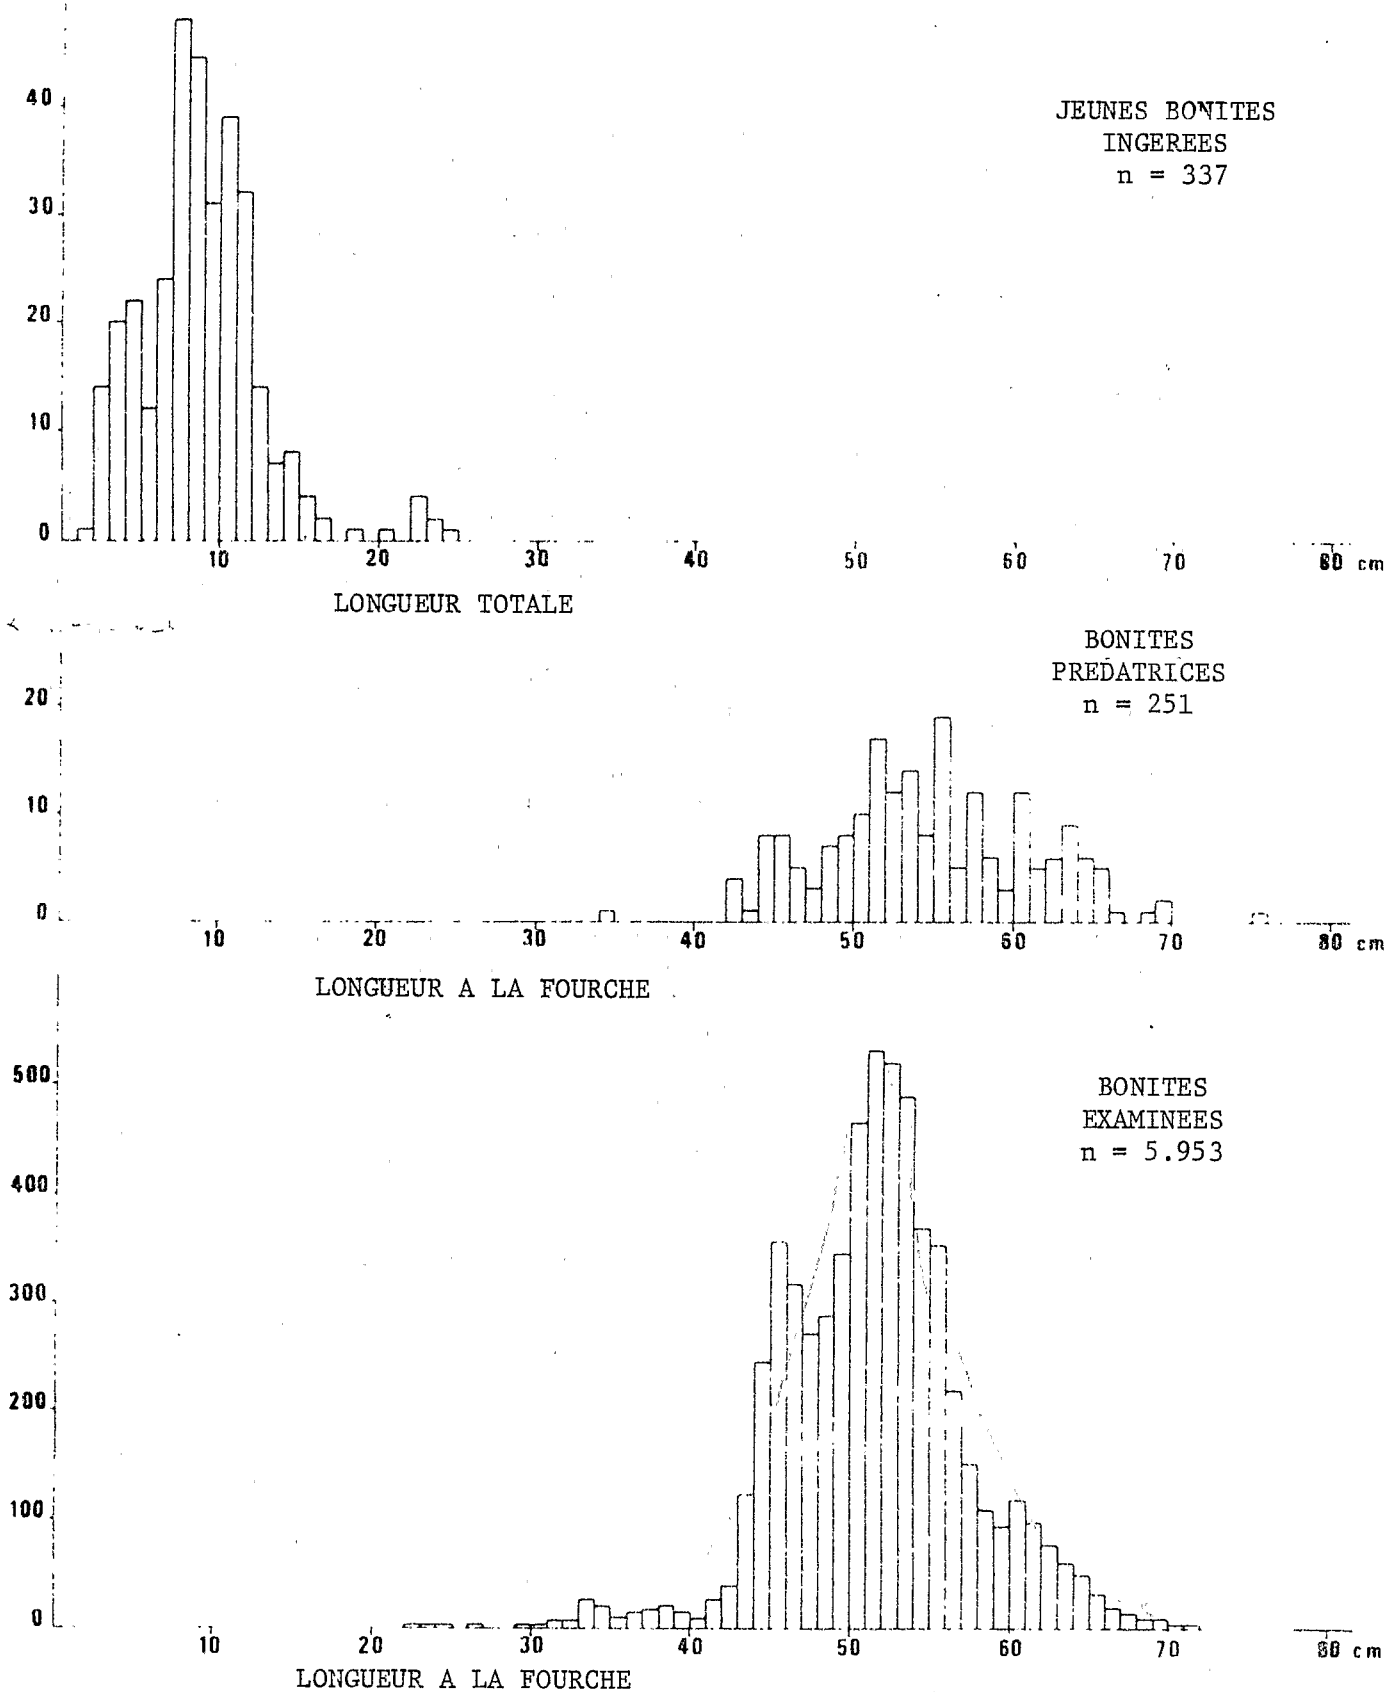 40
30
20
10
0
JEUNES BONITES
INGEREES
n = 337
10 20 30 40 50 60 70 80 cm
LONGUEUR TOTALE
BONITES
PREDATRICES
n = 251
20
10
0
10 20 30 40 50 60 70 80 cm
LONGUEUR A LA FOURCHE
500
400
300
200
100
0
BONITES
EXAMINEES
n = 5.953
10 20 30 40 50 60 70 80 cm
LONGUEUR A LA FOURCHE